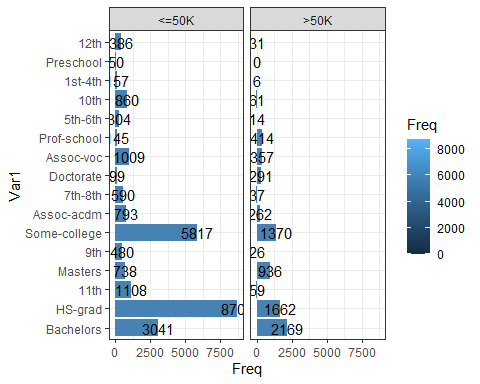 <=50K >50K
12th 386 31
Preschool 50 0
1st-4th 57 6
10th 860 61
5th-6th 304 14
Prof-school 45 414
Assoc-voc 1009 357
Doctorate 99 291
7th-8th 590 37
Assoc-acdm 793 262
Some-college 5817 1370
9th 480 26
Masters 738 936
11th 1108 59
HS-grad 870 1662
Bachelors 3041 2169
0 2500 5000 7500 0 2500 5000 7500
Freq
Var1
Freq
8000
6000
4000
2000
0